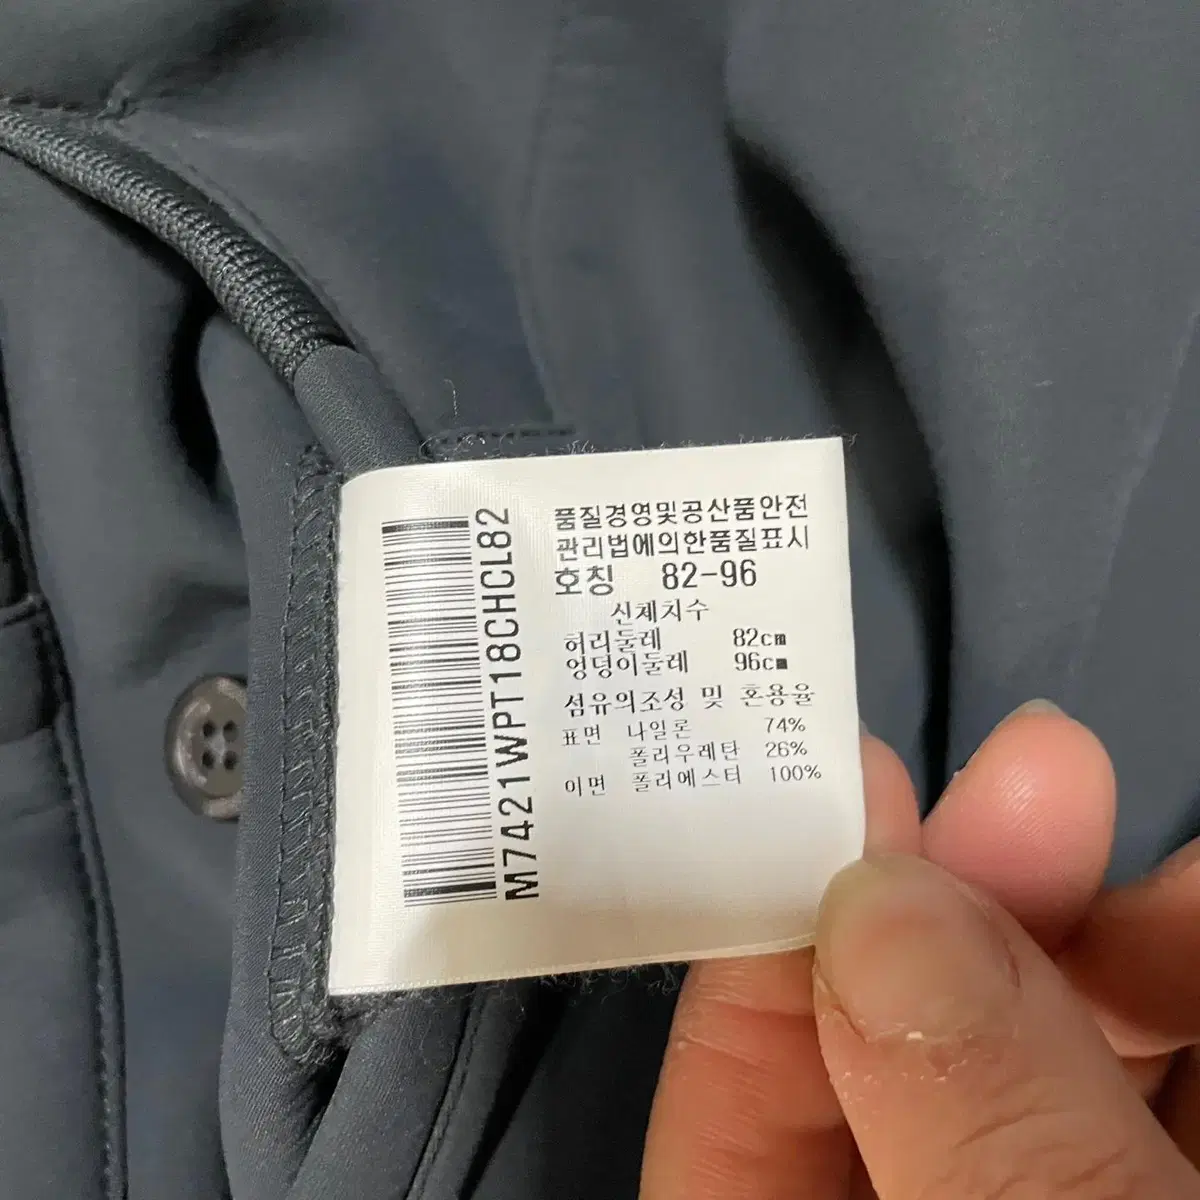 M7421WPT18CHCL82
품질경영및공산품안전
관리법에의한품질표시
호칭 82-96
신체치수
허리둘레 82cm
엉덩이둘레 96cm
섬유의조성 및 혼용율
표면 나일론 74%
폴리우레탄 26%
이면 폴리에스터 100%